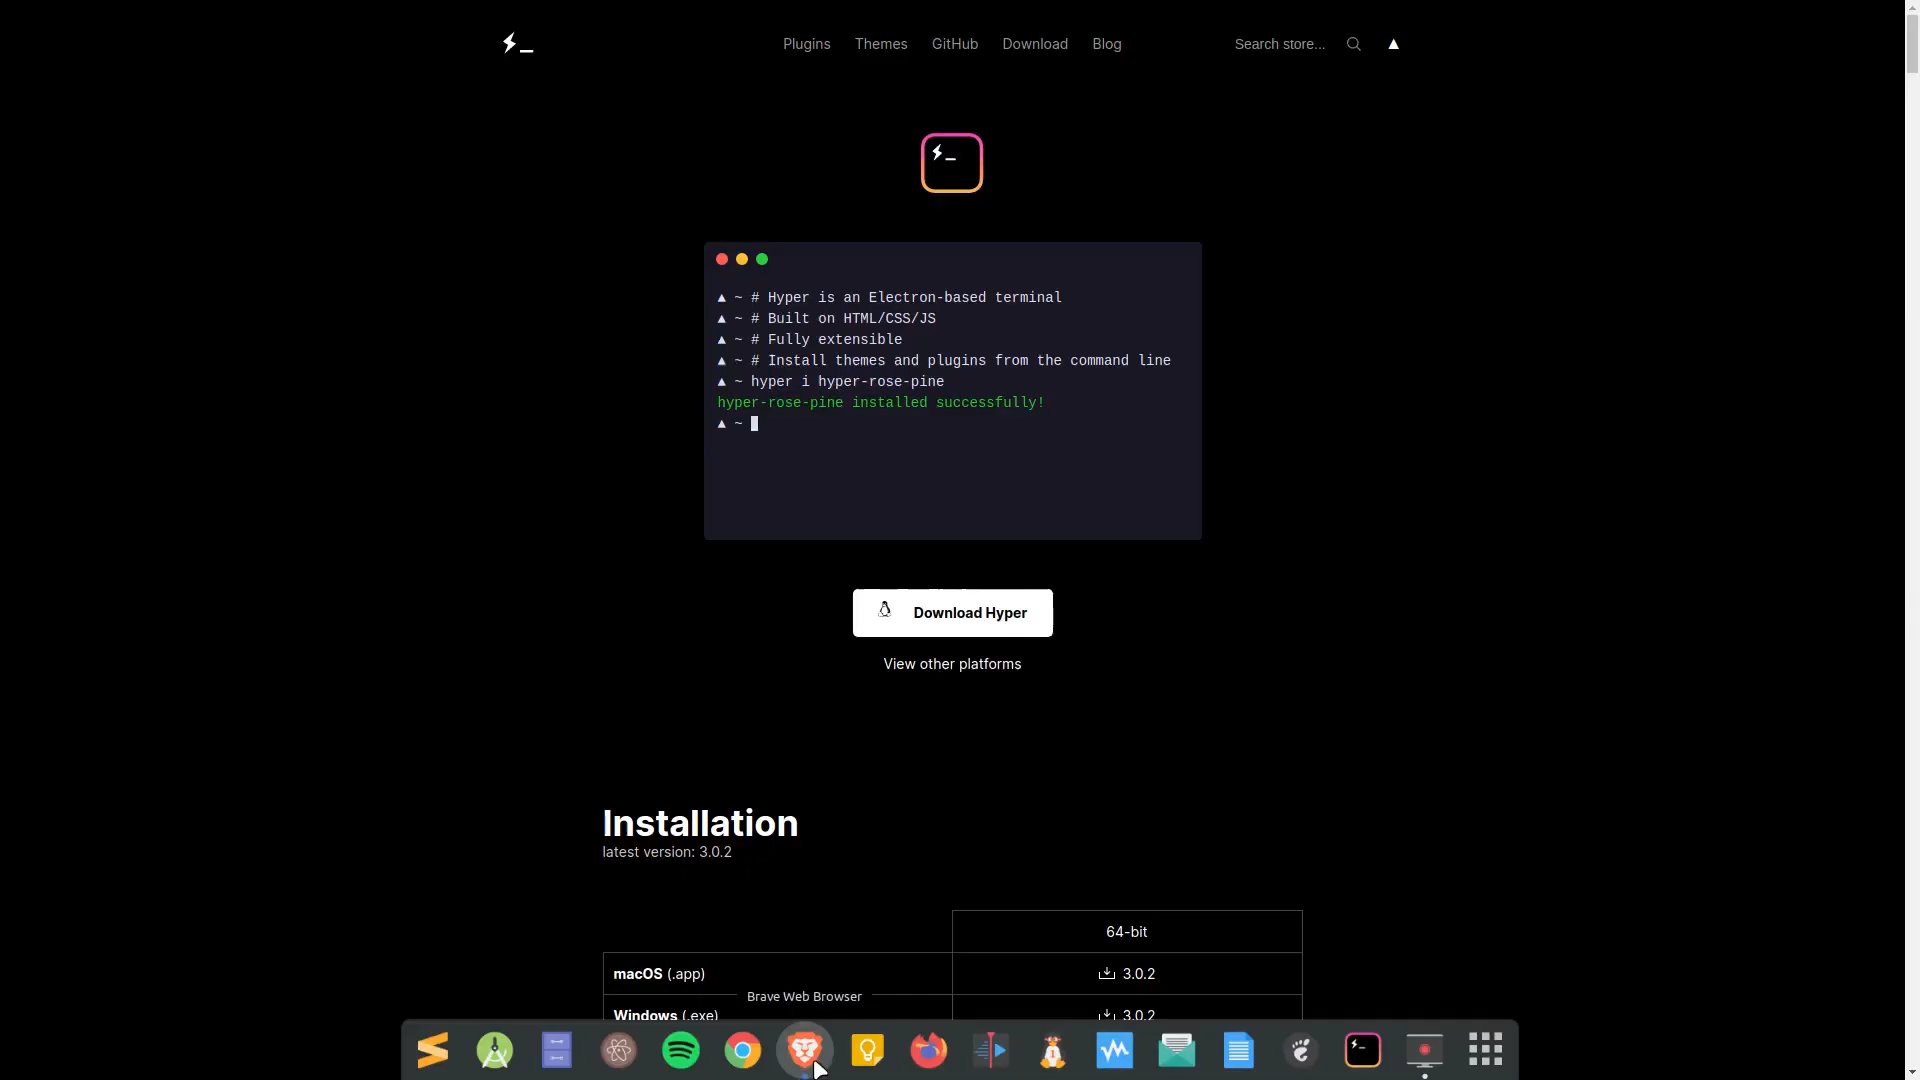 Plugins Themes GitHub Download Blog Search store... ▲
▲ ~ # Hyper is an Electron-based terminal
▲ ~ # Built on HTML/CSS/JS
▲ ~ # Fully extensible
▲ ~ # Install themes and plugins from the command line
▲ ~ hyper i hyper-rose-pine
hyper-rose-pine installed successfully!
▲ ~
Download Hyper
View other platforms
Installation
latest version: 3.0.2
64-bit
macOS (.app) 3.0.2
Brave Web Browser
Windows (.exe) 3.0.2